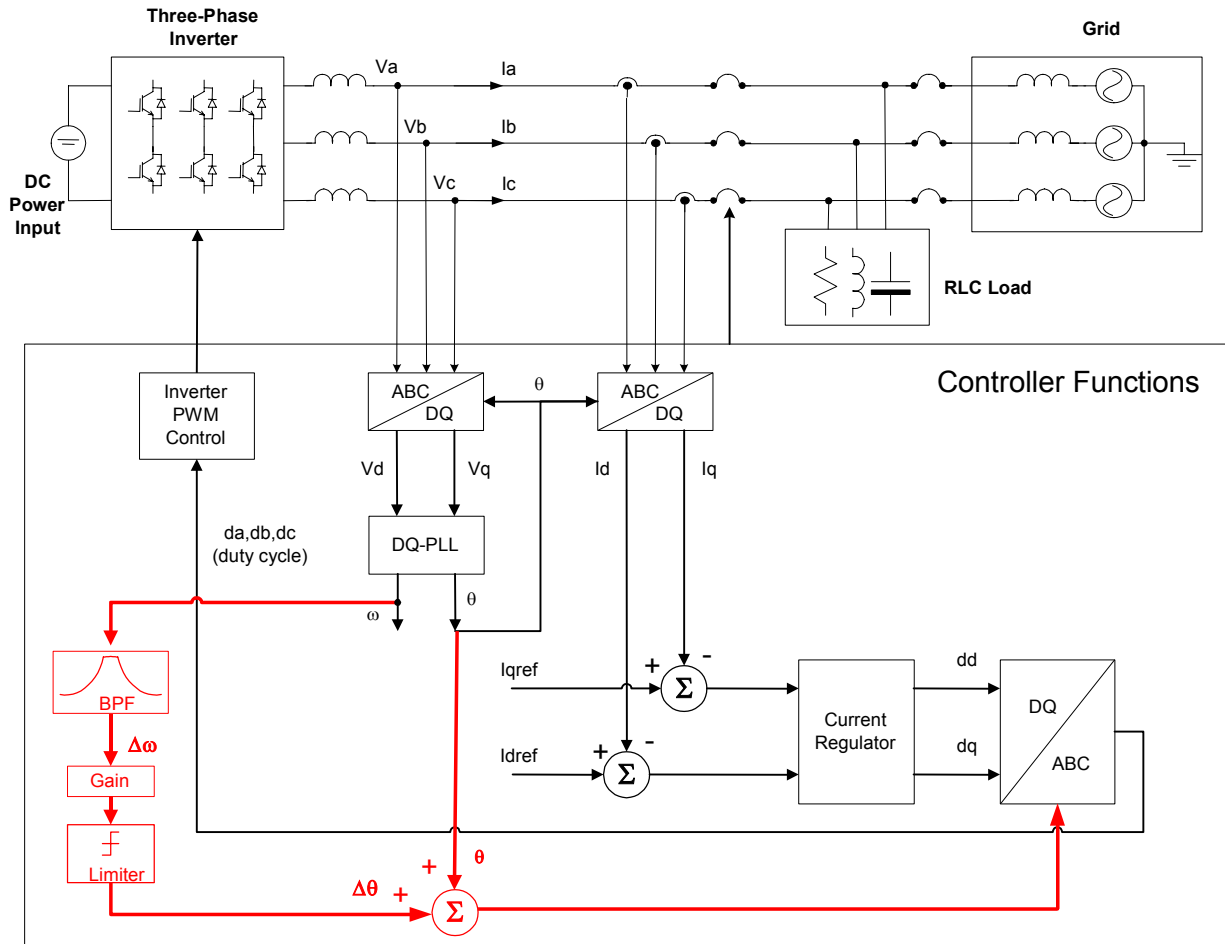 Three-Phase
Inverter
Grid
Va
Ia
Vb
Ib
Vc
Ic
DC
Power
Input
RLC Load
Controller Functions
Inverter
PWM
Control
ABC
DQ
θ
ABC
DQ
Vd
Vq
Id
Iq
da,db,dc
(duty cycle)
DQ-PLL
ω
θ
BPF
Δω
Gain
Limiter
Iqref
+
-
Σ
Idref
+
-
Σ
Current
Regulator
dd
dq
DQ
ABC
θ
+
Δθ
+
Σ